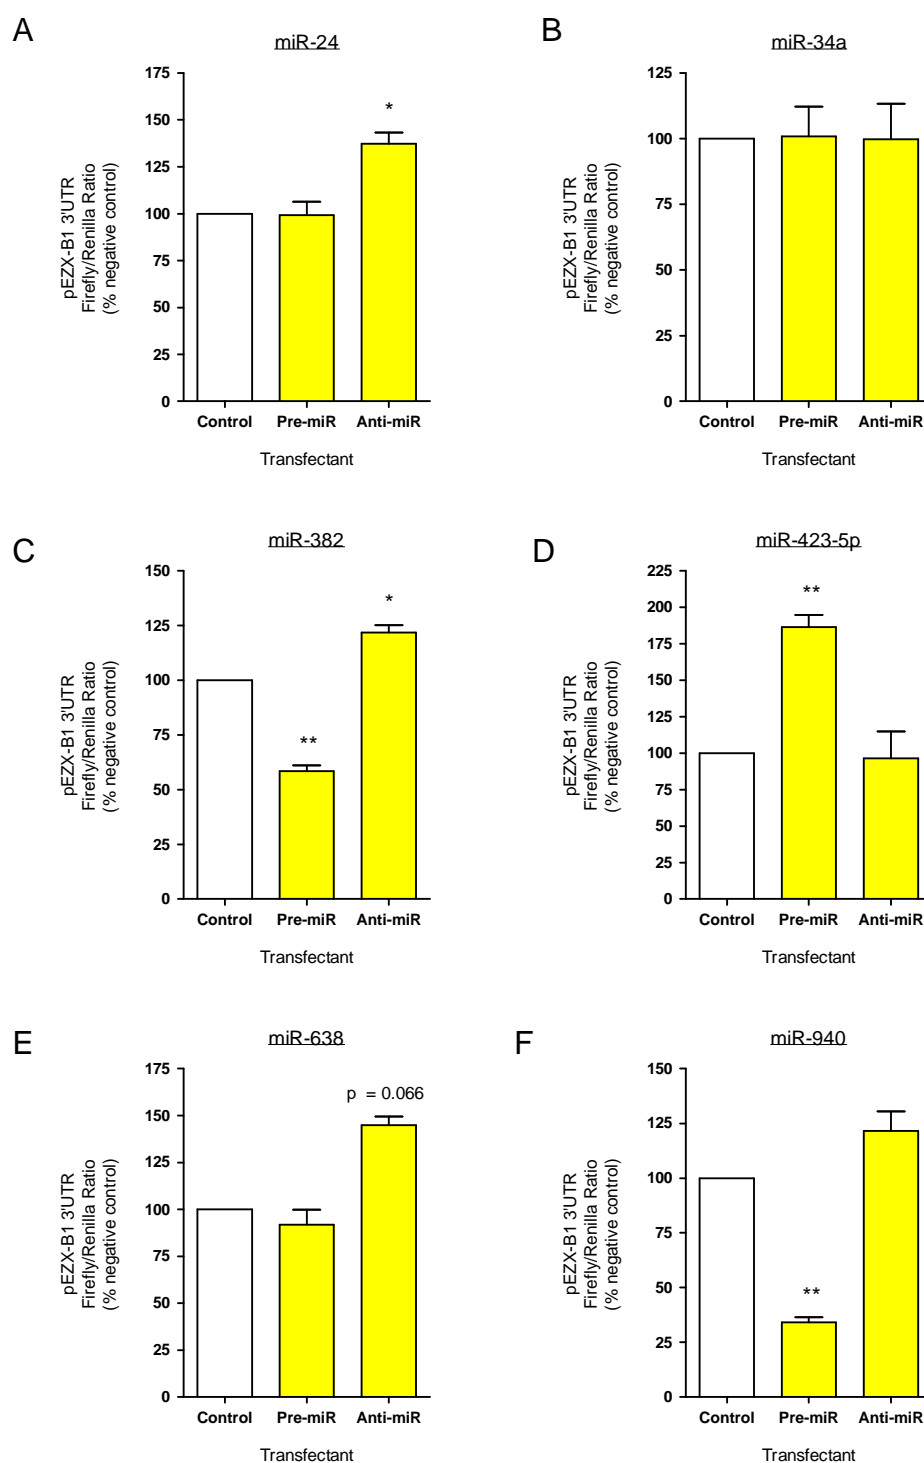 A
miR-24
pEZX-B1 3'UTR
Firefly/Renilla Ratio
(% negative control)
175
150
125
100
75
50
25
0
*
Control Pre-miR Anti-miR
Transfectant
B
miR-34a
pEZX-B1 3'UTR
Firefly/Renilla Ratio
(% negative control)
125
100
75
50
25
0
Control Pre-miR Anti-miR
Transfectant
C
miR-382
pEZX-B1 3'UTR
Firefly/Renilla Ratio
(% negative control)
150
125
100
75
50
25
0
**
*
Control Pre-miR Anti-miR
Transfectant
D
miR-423-5p
pEZX-B1 3'UTR
Firefly/Renilla Ratio
(% negative control)
225
200
175
150
125
100
75
50
25
0
**
Control Pre-miR Anti-miR
Transfectant
E
miR-638
pEZX-B1 3'UTR
Firefly/Renilla Ratio
(% negative control)
175
150
125
100
75
50
25
0
p = 0.066
Control Pre-miR Anti-miR
Transfectant
F
miR-940
pEZX-B1 3'UTR
Firefly/Renilla Ratio
(% negative control)
150
125
100
75
50
25
0
**
Control Pre-miR Anti-miR
Transfectant